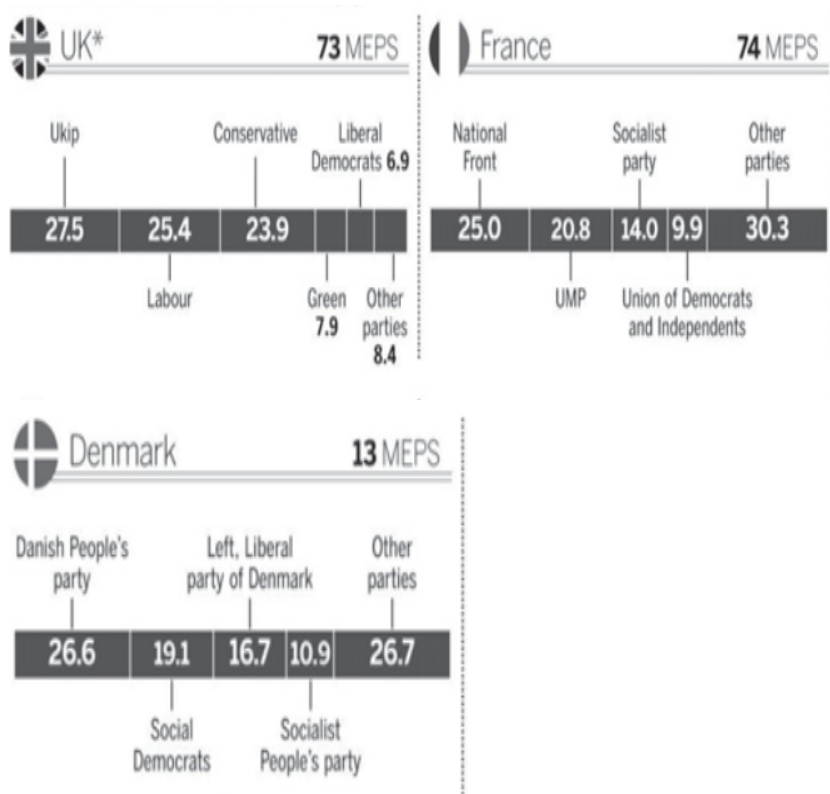 UK* 73 MEPS
Ukip
Conservative
Liberal
Democrats 6.9
27.5 25.4 23.9
Labour
Green
7.9
Other
parties
8.4
France 74 MEPS
National
Front
Socialist
party
Other
parties
25.0 20.8 14.0 9.9 30.3
UMP
Union of Democrats
and Independents
Denmark 13 MEPS
Danish People's
party
Left, Liberal
party of Denmark
Other
parties
26.6 19.1 16.7 10.9 26.7
Social
Democrats
Socialist
People's party